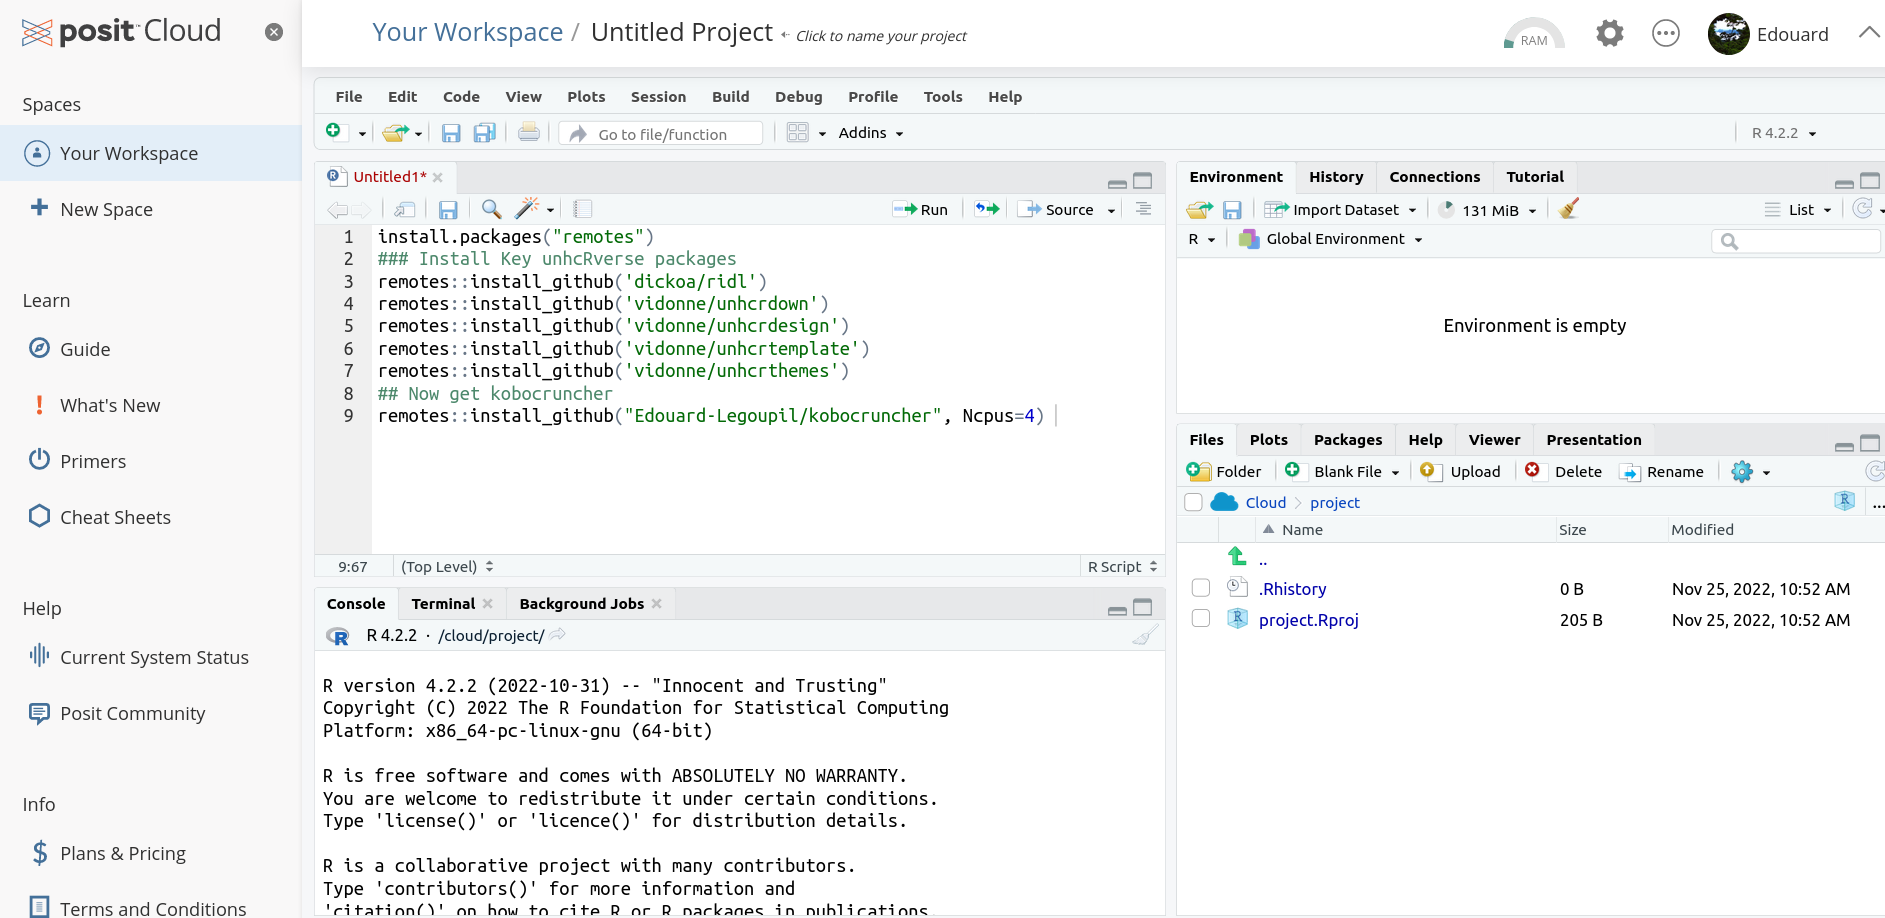 posit Cloud
Your Workspace / Untitled Project Click to name your project
RAM
Edouard
Spaces
Your Workspace
New Space
Learn
Guide
What's New
Primers
Cheat Sheets
Help
Current System Status
Posit Community
Info
Plans & Pricing
Terms and Conditions
File Edit Code View Plots Session Build Debug Profile Tools Help
Go to file/function Addins R 4.2.2
Untitled1*
Run Source
1 install.packages("remotes")
2 ### Install Key unhcRverse packages
3 remotes::install_github('dickoa/ridl')
4 remotes::install_github('vidonne/unhcrdown')
5 remotes::install_github('vidonne/unhcrdesign')
6 remotes::install_github('vidonne/unhcrtemplate')
7 remotes::install_github('vidonne/unhcrthemes')
8 ## Now get kobocruncher
9 remotes::install_github("Edouard-Legoupil/kobocruncher", Ncpus=4)
9:67 (Top Level) R Script
Console Terminal Background Jobs
R 4.2.2 · /cloud/project/
R version 4.2.2 (2022-10-31) -- "Innocent and Trusting"
Copyright (C) 2022 The R Foundation for Statistical Computing
Platform: x86_64-pc-linux-gnu (64-bit)
R is free software and comes with ABSOLUTELY NO WARRANTY.
You are welcome to redistribute it under certain conditions.
Type 'license()' or 'licence()' for distribution details.
R is a collaborative project with many contributors.
Type 'contributors()' for more information and
'citation()' on how to cite R or R packages in publications.
Environment History Connections Tutorial
Import Dataset 131 MiB List
R Global Environment
Environment is empty
Files Plots Packages Help Viewer Presentation
Folder Blank File Upload Delete Rename
Cloud project R ...
Name Size Modified
..
.Rhistory 0 B Nov 25, 2022, 10:52 AM
project.Rproj 205 B Nov 25, 2022, 10:52 AM